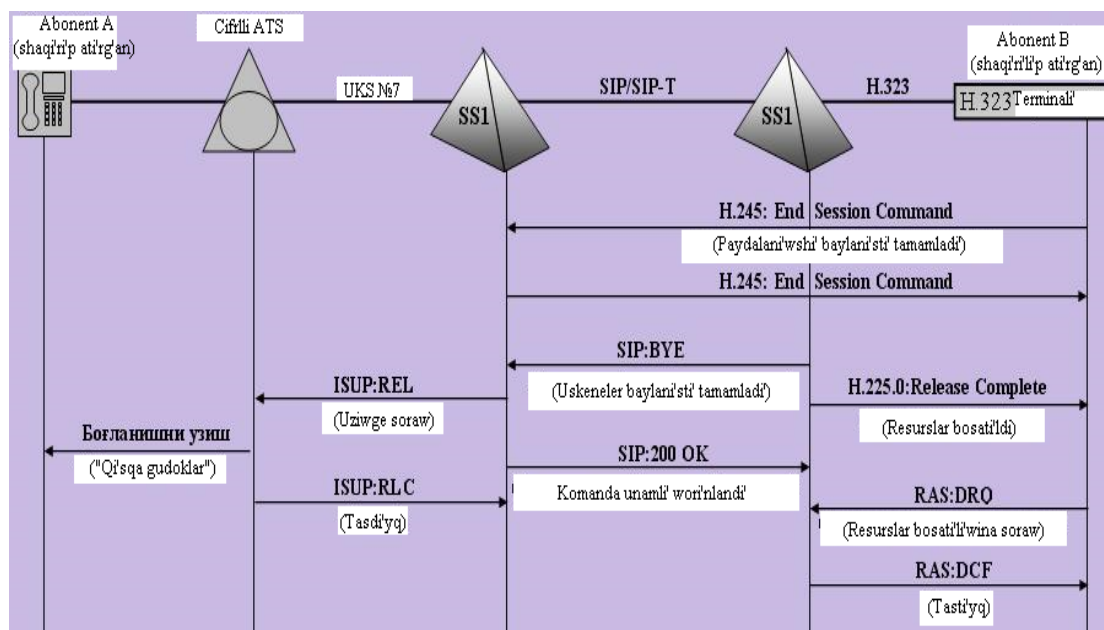 Abonent A
(shaqi'ri'p ati'rg'an)
Cifrlli ATS
Abonent B
(shaqi'ri'li'p ati'rg'an)
UKS №7
SIP/SIP-T
H.323
SS1
SS1
H.323 Terminali'
H.245: End Session Command
(Paydalani'wshi' baylani'sti' tamamladi')
H.245: End Session Command
SIP:BYE
(Uskeneler baylani'sti' tamamladi')
ISUP:REL
(Uziwge soraw)
H.225.0:Release Complete
(Resurslar bosati'ldi)
Боғланишни узиш
("Qi'sqa gudoklar")
SIP:200 OK
Komanda unamli' wori'nlandi'
ISUP:RLC
(Tasdi'yq)
RAS:DRQ
(Resurslar bosati'li'wina soraw)
RAS:DCF
(Tasti'yq)